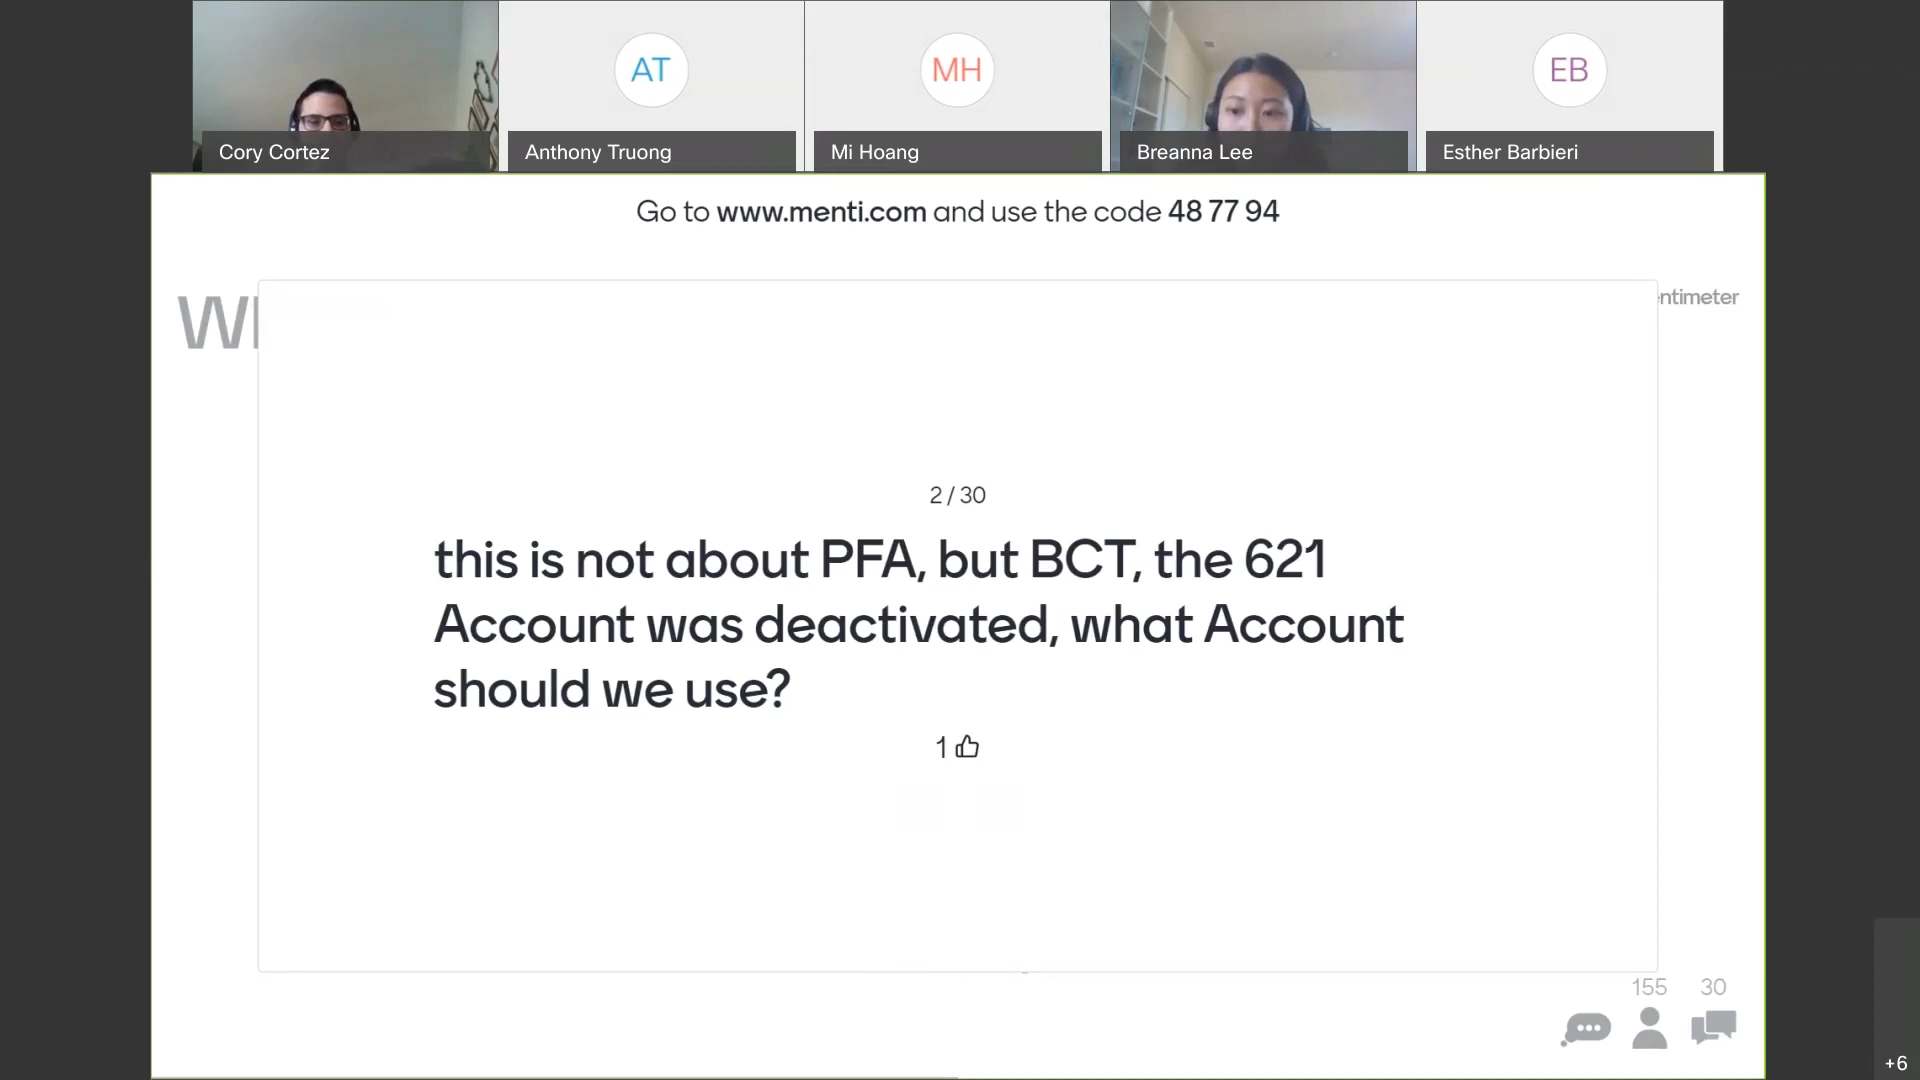 AT
MH
EB
Cory Cortez
Anthony Truong
Mi Hoang
Breanna Lee
Esther Barbieri
Go to www.menti.com and use the code 48 77 94
ntimeter
2 / 30
this is not about PFA, but BCT, the 621
Account was deactivated, what Account
should we use?
1
155 30
+6